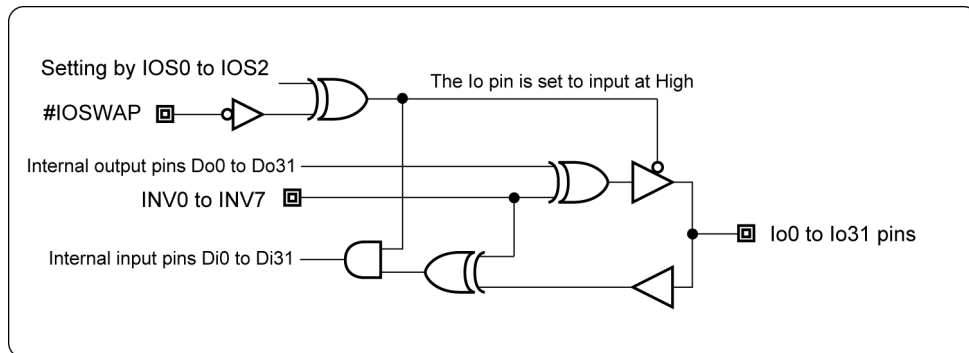 Setting by IOS0 to IOS2
The Io pin is set to input at High
#IOSWAP
Internal output pins Do0 to Do31
INV0 to INV7
Io0 to Io31 pins
Internal input pins Di0 to Di31